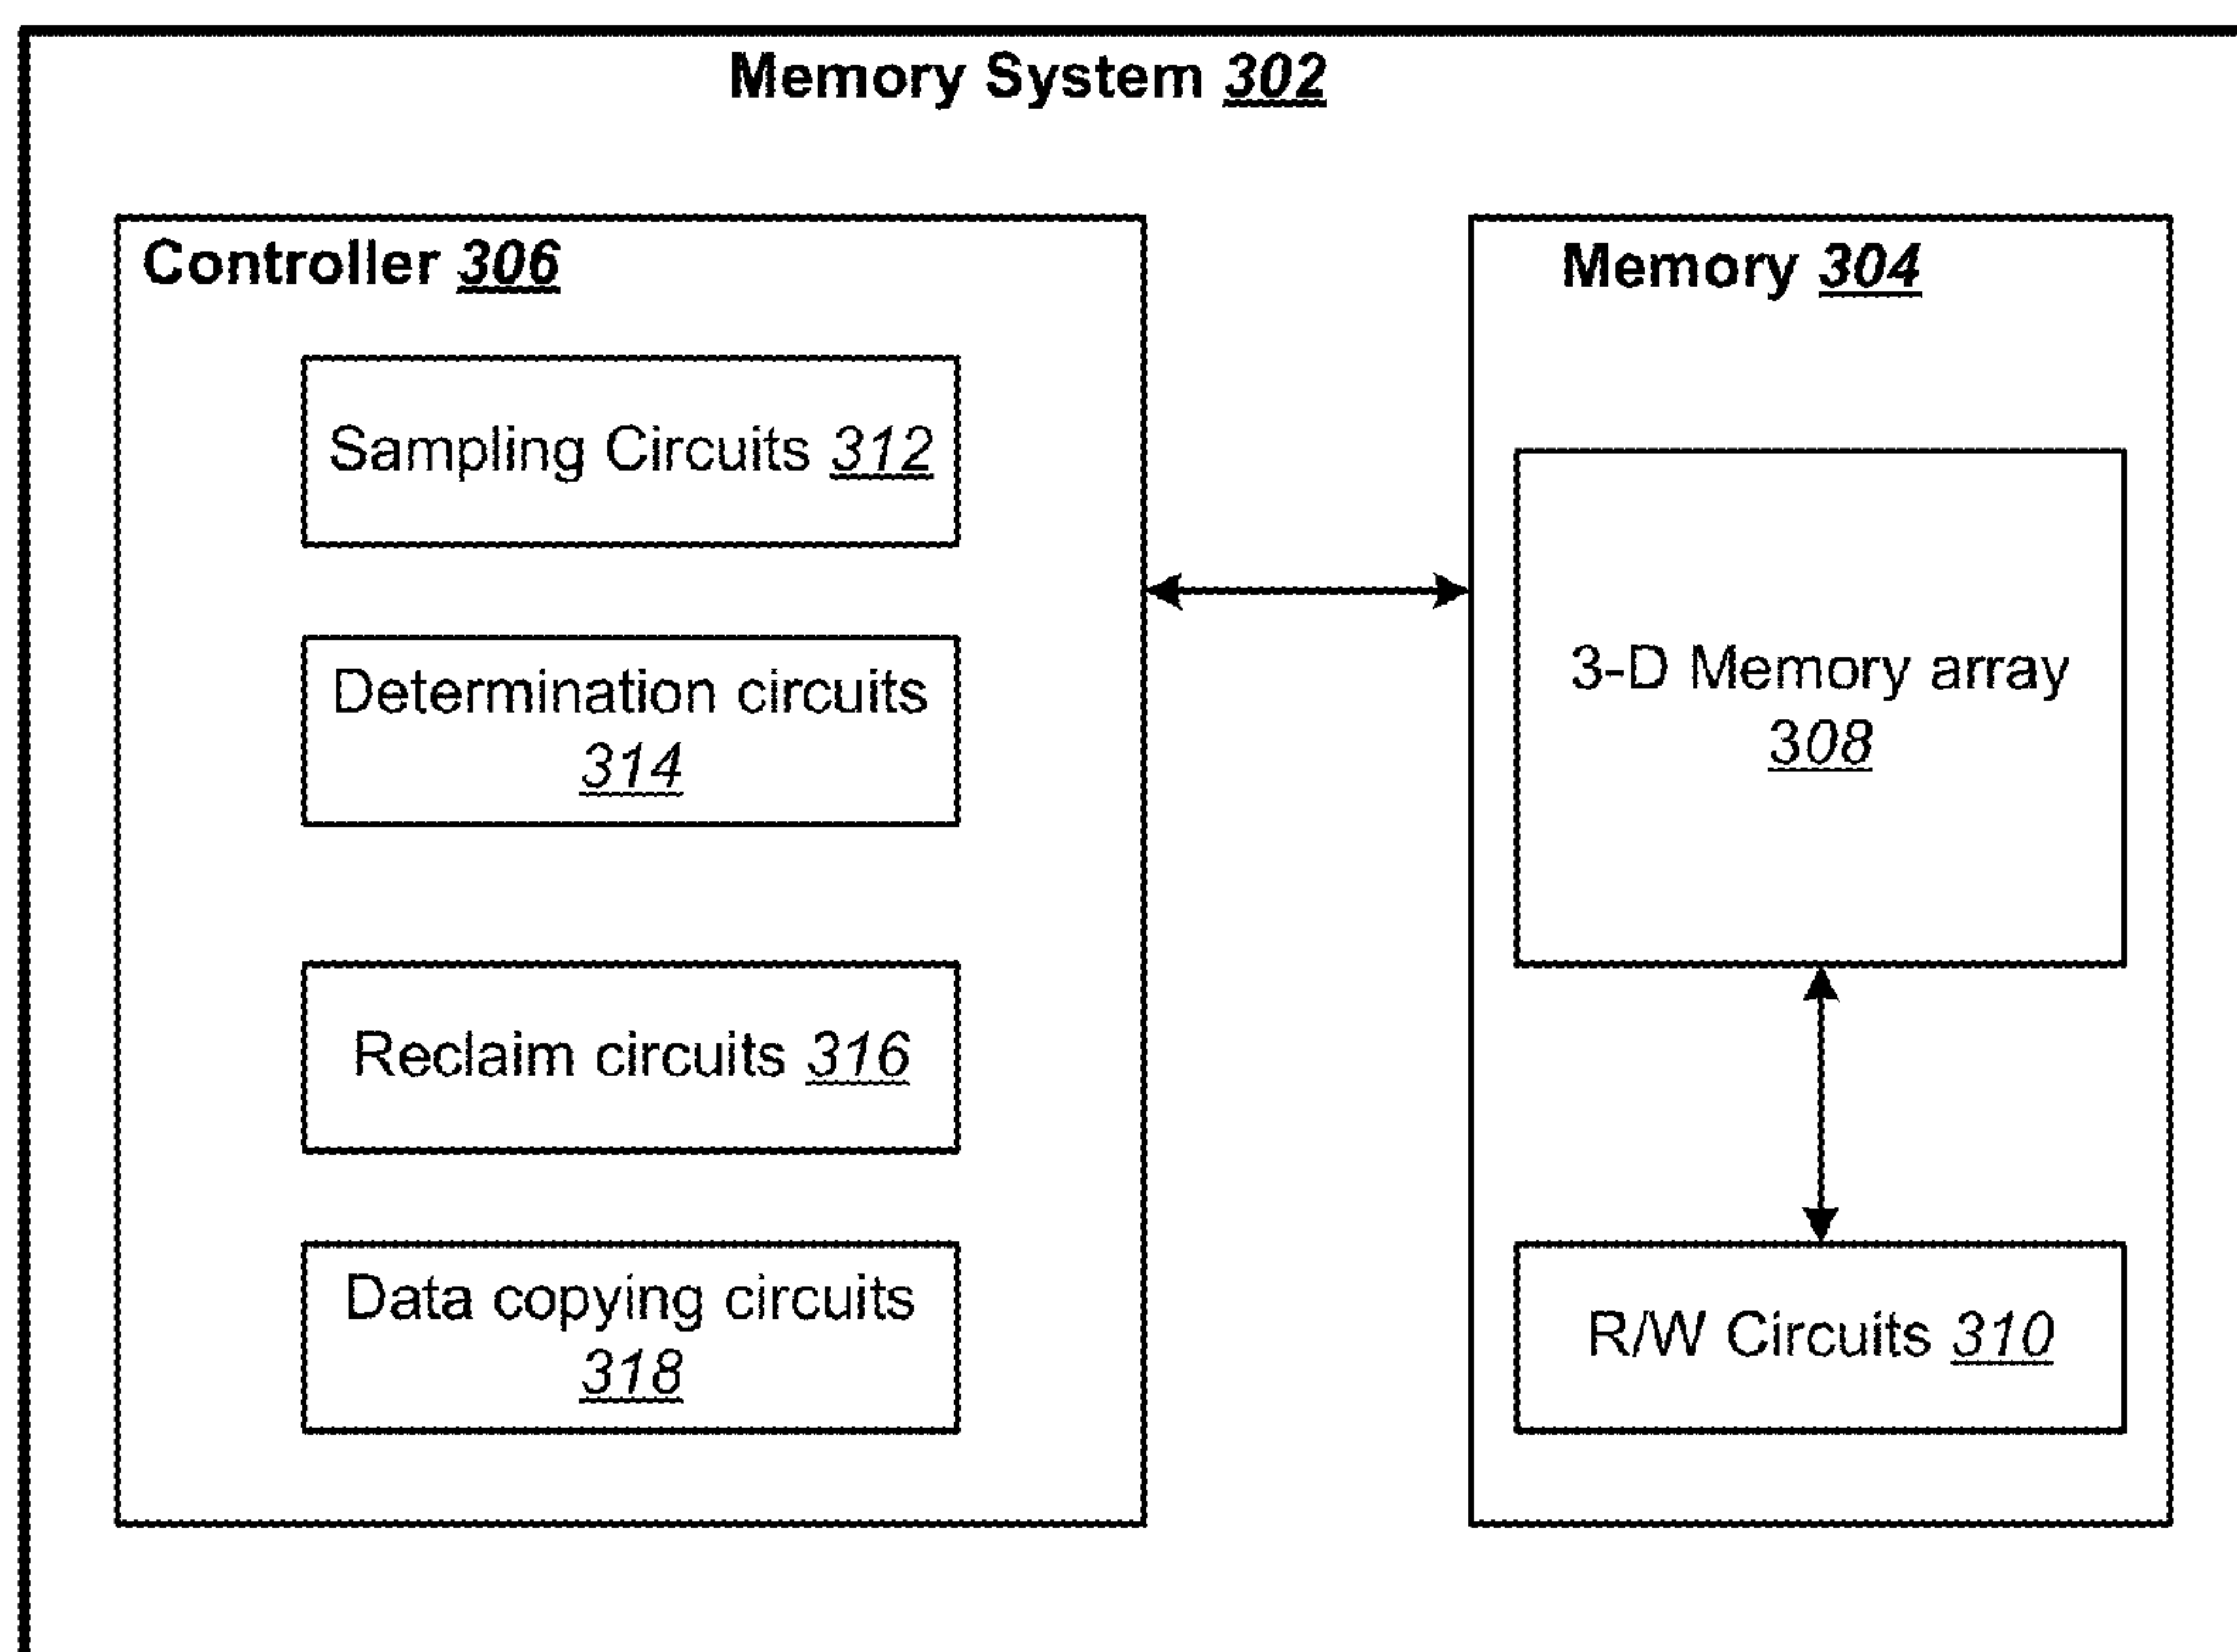 Memory System 302
Controller 306
Sampling Circuits 312
Determination circuits
314
Reclaim circuits 316
Data copying circuits
318
Memory 304
3-D Memory array
308
R/W Circuits 310